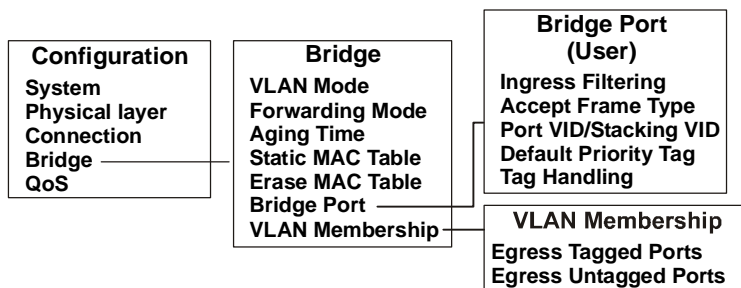 Configuration
System
Physical layer
Connection
Bridge
QoS
Bridge
VLAN Mode
Forwarding Mode
Aging Time
Static MAC Table
Erase MAC Table
Bridge Port
VLAN Membership
Bridge Port
(User)
Ingress Filtering
Accept Frame Type
Port VID/Stacking VID
Default Priority Tag
Tag Handling
VLAN Membership
Egress Tagged Ports
Egress Untagged Ports